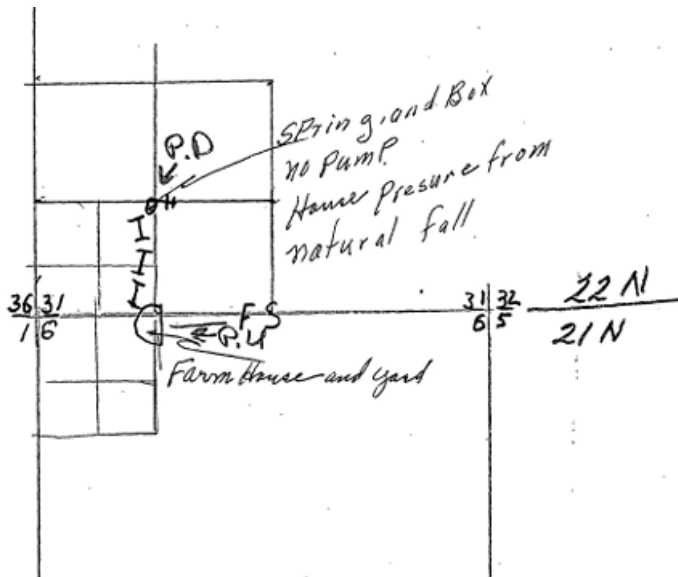 P.D
SPring, and Box
no Pump
House Presure from
natural fall
36 31
1 6
31 32
6 5
22 N
21 N
F S
P.U
Farm House and yard